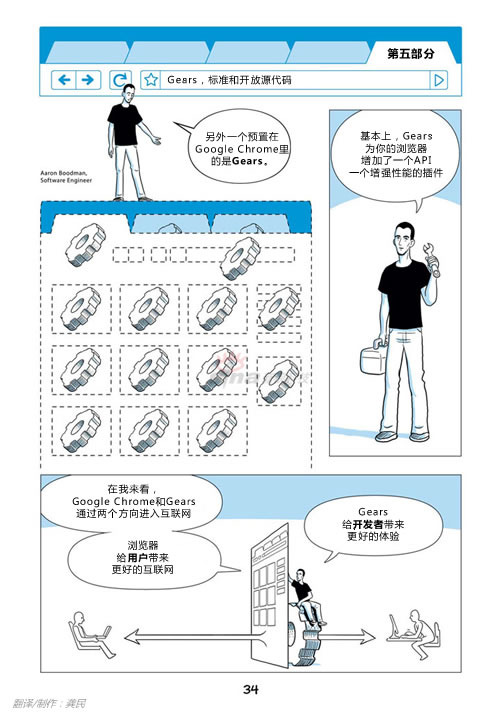 第五部分
Gears，标准和开放源代码
Aaron Boodman,
Software Engineer
另外一个预置在
Google Chrome里
的是Gears。
基本上，Gears
为你的浏览器
增加了一个API
一个增强性能的插件
在我来看，
Google Chrome和Gears
通过两个方向进入互联网
浏览器
给用户带来
更好的互联网
Gears
给开发者带来
更好的体验
34
翻译/制作：龚民